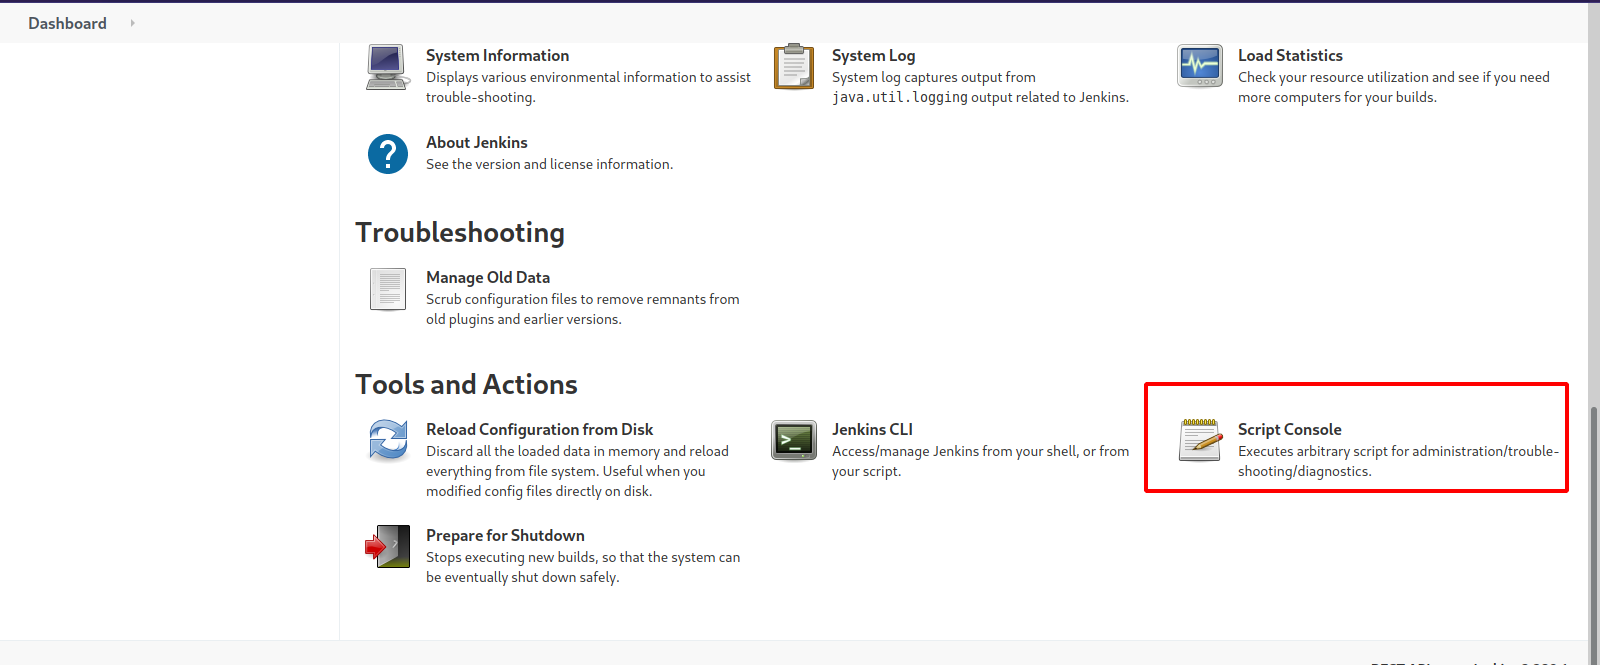 Dashboard
System Information
Displays various environmental information to assist
trouble-shooting.
System Log
System log captures output from
java.util.logging output related to Jenkins.
Load Statistics
Check your resource utilization and see if you need
more computers for your builds.
?
About Jenkins
See the version and license information.
Troubleshooting
Manage Old Data
Scrub configuration files to remove remnants from
old plugins and earlier versions.
Tools and Actions
Reload Configuration from Disk
Discard all the loaded data in memory and reload
everything from file system. Useful when you
modified config files directly on disk.
>_
Jenkins CLI
Access/manage Jenkins from your shell, or from
your script.
Script Console
Executes arbitrary script for administration/trouble-
shooting/diagnostics.
Prepare for Shutdown
Stops executing new builds, so that the system can
be eventually shut down safely.